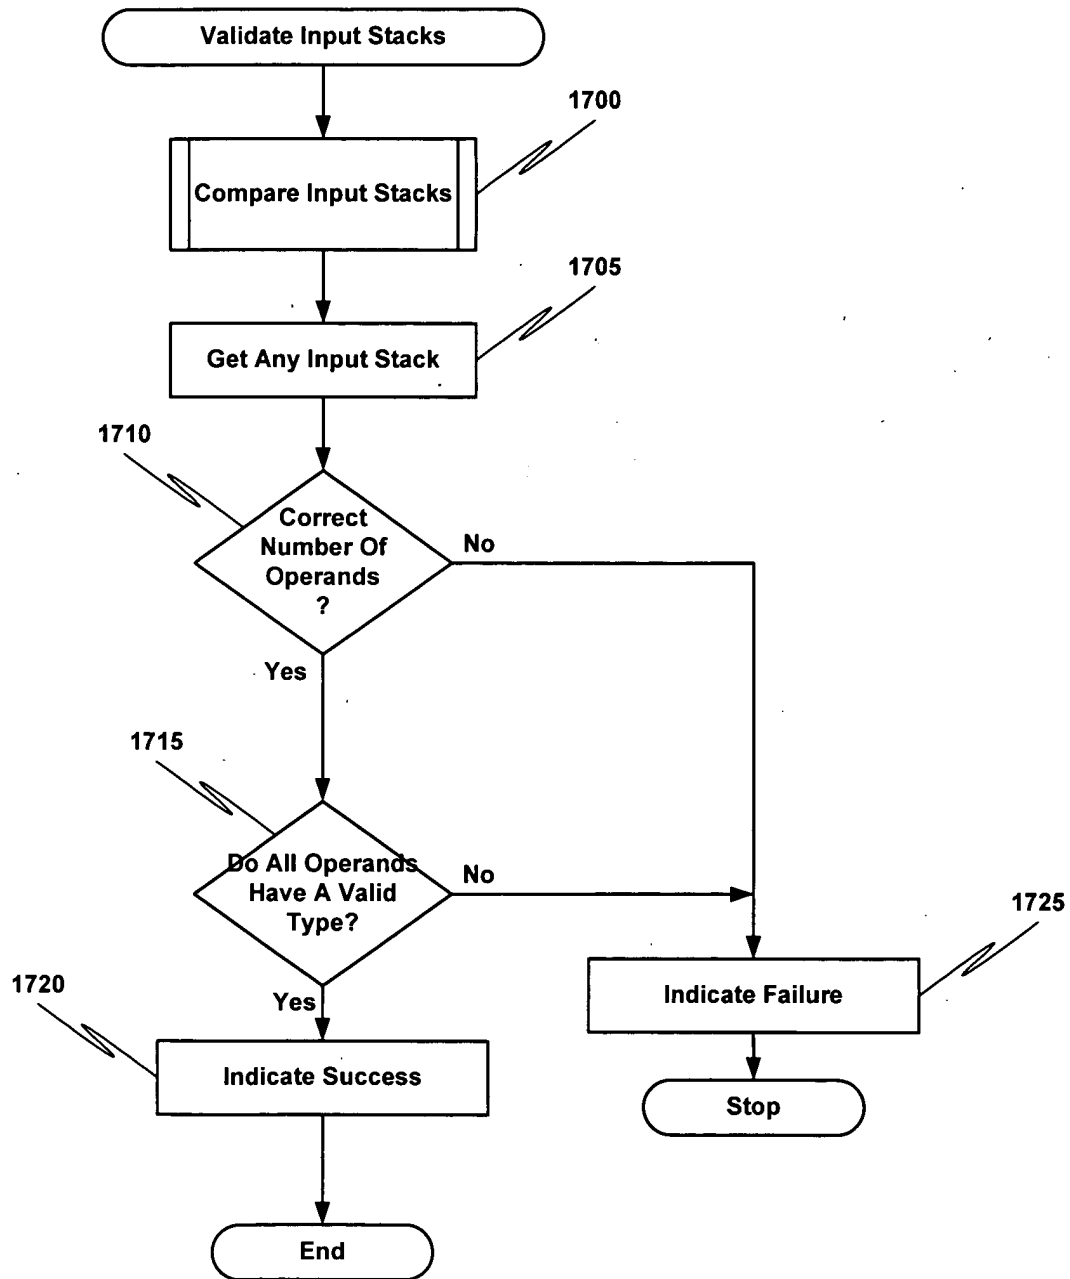 Validate Input Stacks
1700
Compare Input Stacks
1705
Get Any Input Stack
1710
Correct
Number Of
Operands
?
No
Yes
1715
Do All Operands
Have A Valid
Type?
No
1725
Indicate Failure
1720
Yes
Indicate Success
Stop
End